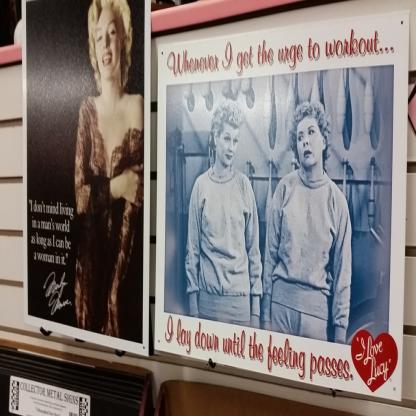 Whenever I get the urge to workout...
"I don't mind living
in a man's world
as long as I can be
a woman in it."
I lay down until the feeling passes.
"I Love
Lucy"
COLLECTOR METAL SIGNS